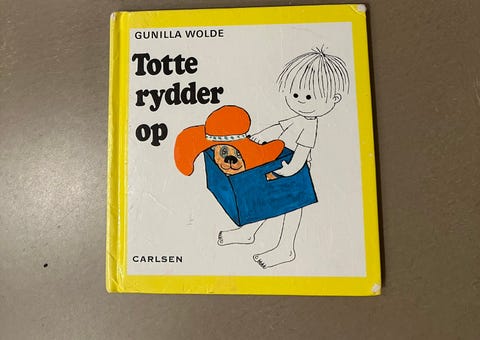 GUNILLA WOLDE
Totte
rydder
op
CARLSEN